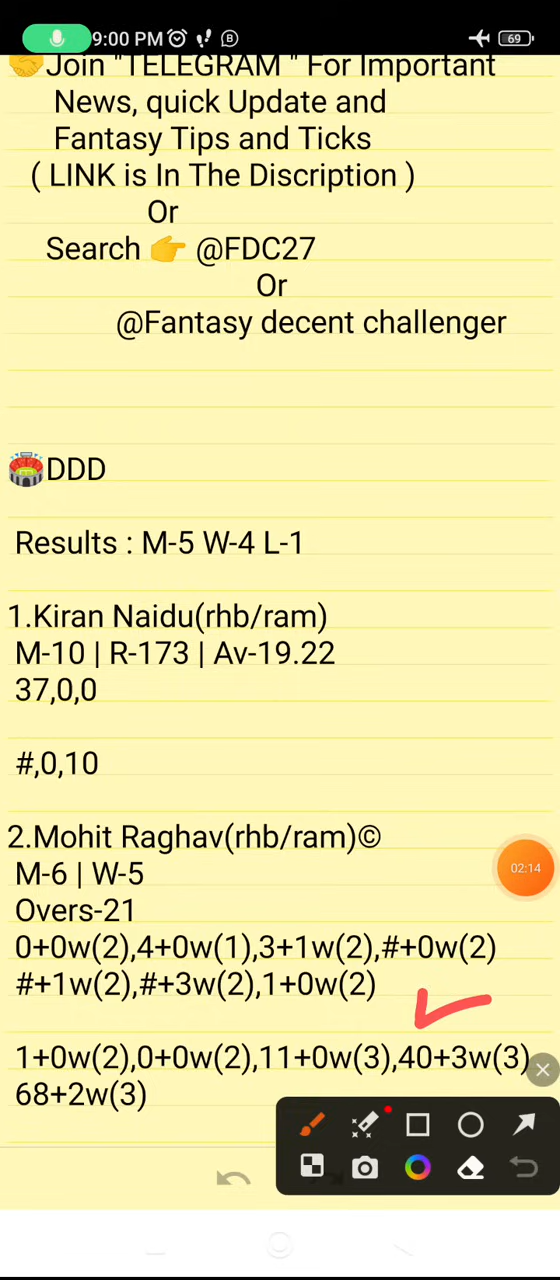 9:00 PM B 69
🤝Join "TELEGRAM " For Important
News, quick Update and
Fantasy Tips and Ticks
( LINK is In The Discription )
Or
Search 👉 @FDC27
Or
@Fantasy decent challenger
🏟️DDD
Results : M-5 W-4 L-1
1.Kiran Naidu(rhb/ram)
M-10 | R-173 | Av-19.22
37,0,0
#,0,10
2.Mohit Raghav(rhb/ram)©
M-6 | W-5
02:14
Overs-21
0+0w(2),4+0w(1),3+1w(2),#+0w(2)
#+1w(2),#+3w(2),1+0w(2)
1+0w(2),0+0w(2),11+0w(3),40+3w(3)
68+2w(3)